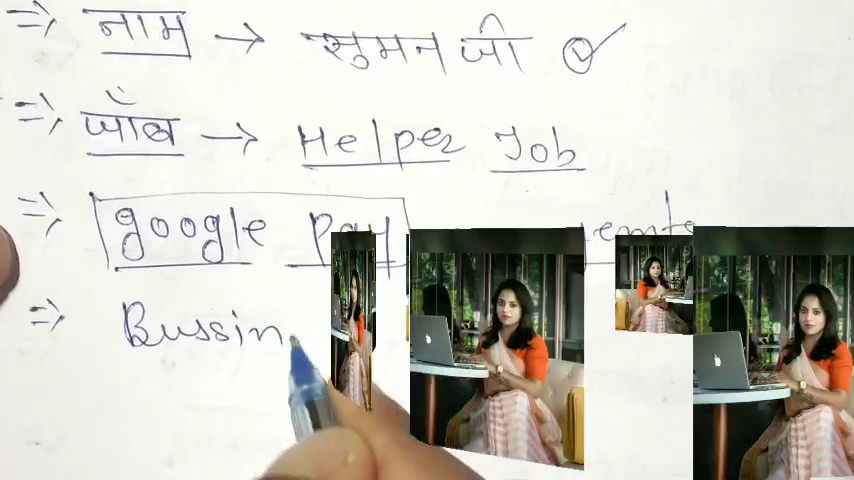 => नाम → सुमन जी
=> जॉब → Helper Job
=> google pay
=> Bussin